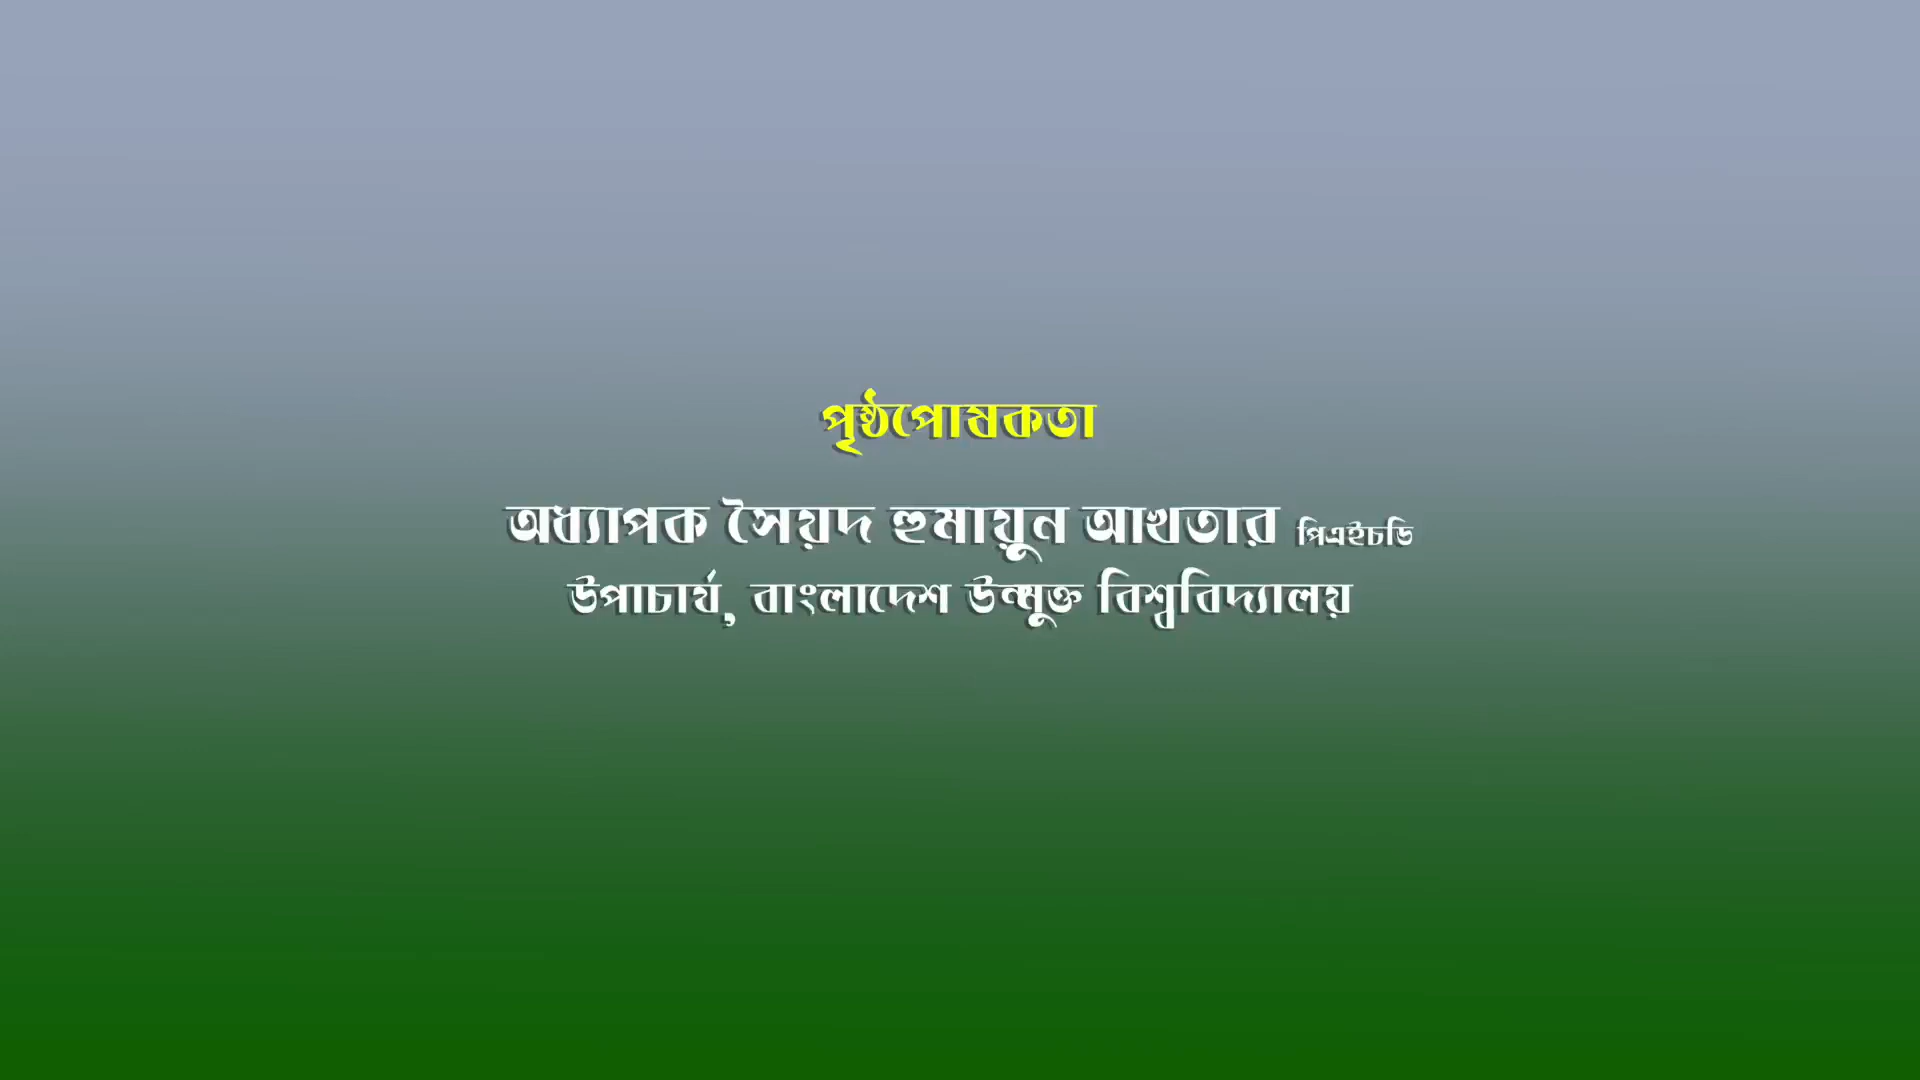 পৃষ্ঠপোষকতা
অধ্যাপক সৈয়দ হুমায়ুন আখতার পিএইচডি
উপাচার্য, বাংলাদেশ উন্মুক্ত বিশ্ববিদ্যালয়